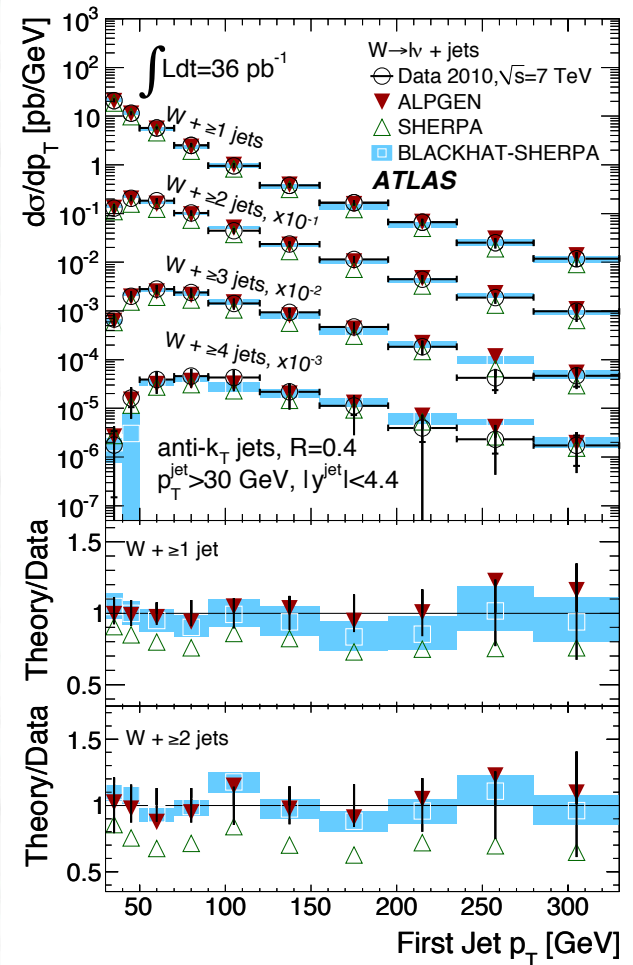 dσ/dp_T [pb/GeV]
10³
10²
10
1
10⁻¹
10⁻²
10⁻³
10⁻⁴
10⁻⁵
10⁻⁶
10⁻⁷
∫Ldt=36 pb⁻¹
W→lν + jets
Data 2010,√s=7 TeV
ALPGEN
SHERPA
BLACKHAT-SHERPA
ATLAS
W + ≥1 jets
W + ≥2 jets, x10⁻¹
W + ≥3 jets, x10⁻²
W + ≥4 jets, x10⁻³
anti-k_T jets, R=0.4
p_T^jet>30 GeV, |y^jet|<4.4
Theory/Data
1.5
1
0.5
W + ≥1 jet
Theory/Data
1.5
1
0.5
W + ≥2 jets
50 100 150 200 250 300
First Jet p_T [GeV]